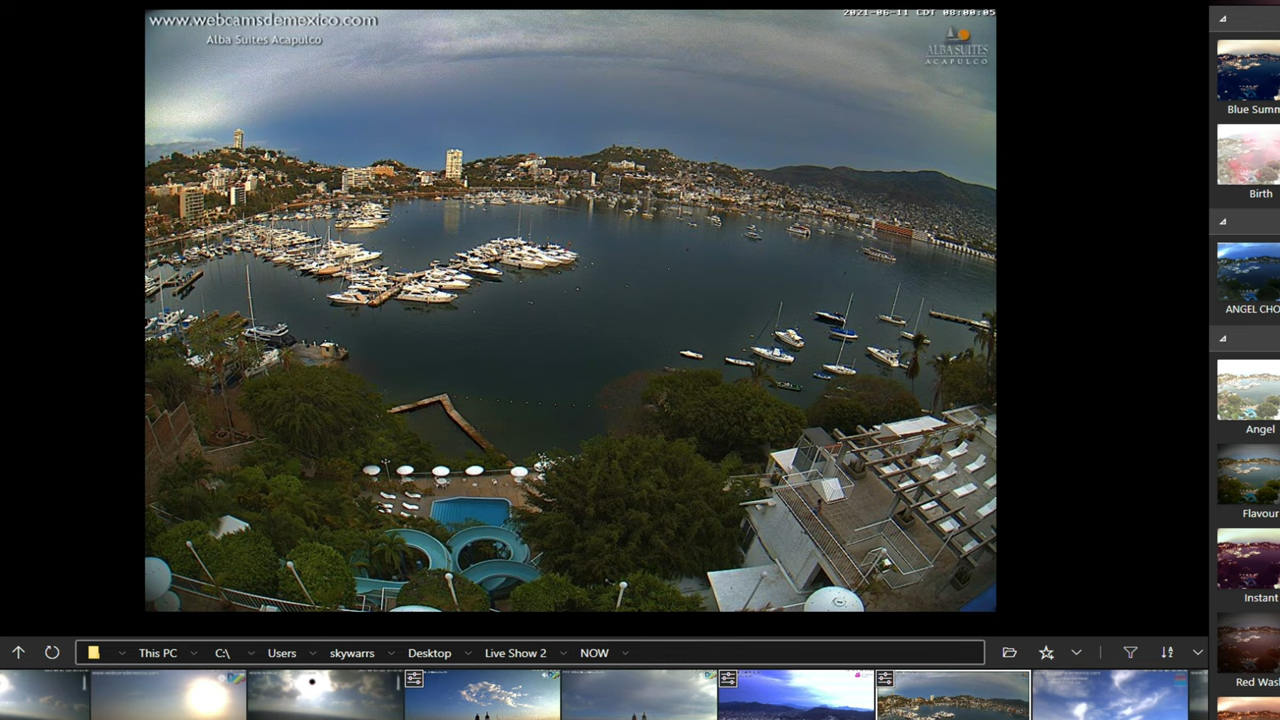 www.webcamsdemexico.com
Alba Suites Acapulco
2021-06-11 CDT 08:00:05
ALBA SUITES
ACAPULCO
Blue Summ
Birth
ANGEL CHO
Angel
Flavour
Instant
Red Wash
This PC
C:\
Users
skywarrs
Desktop
Live Show 2
NOW